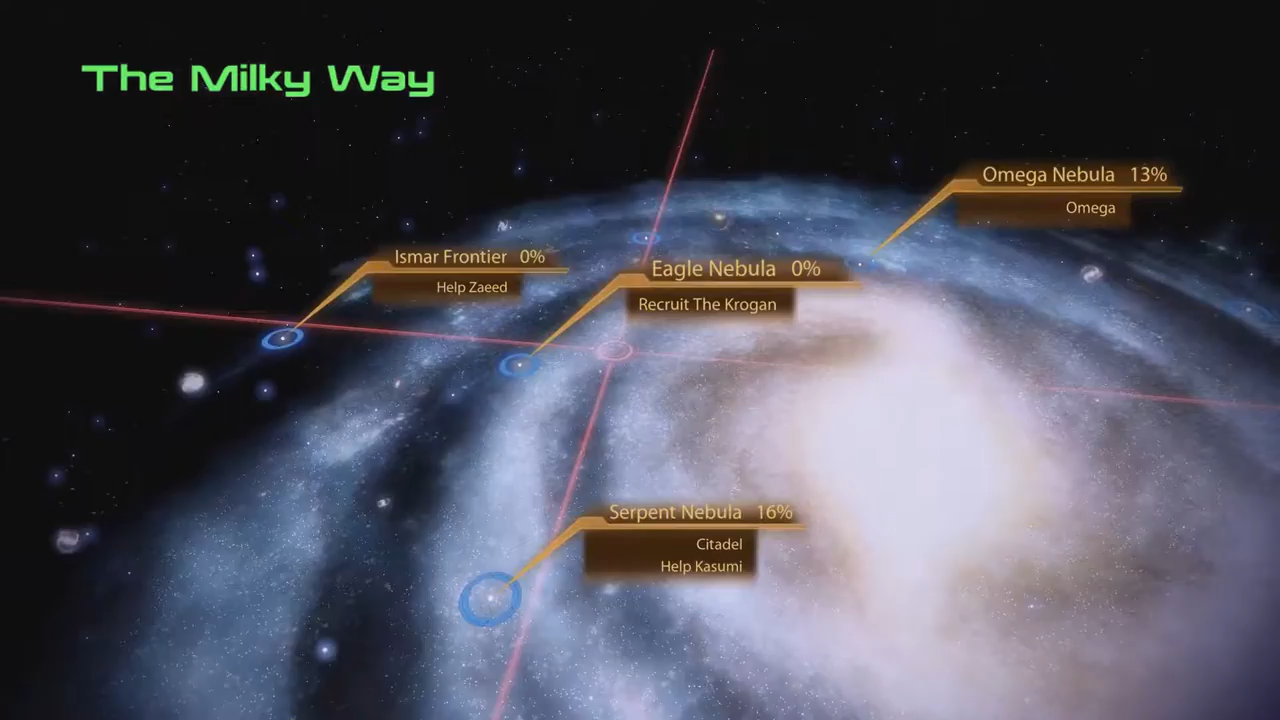 The Milky Way
Omega Nebula 13%
Omega
Ismar Frontier 0%
Help Zaeed
Eagle Nebula 0%
Recruit The Krogan
Serpent Nebula 16%
Citadel
Help Kasumi